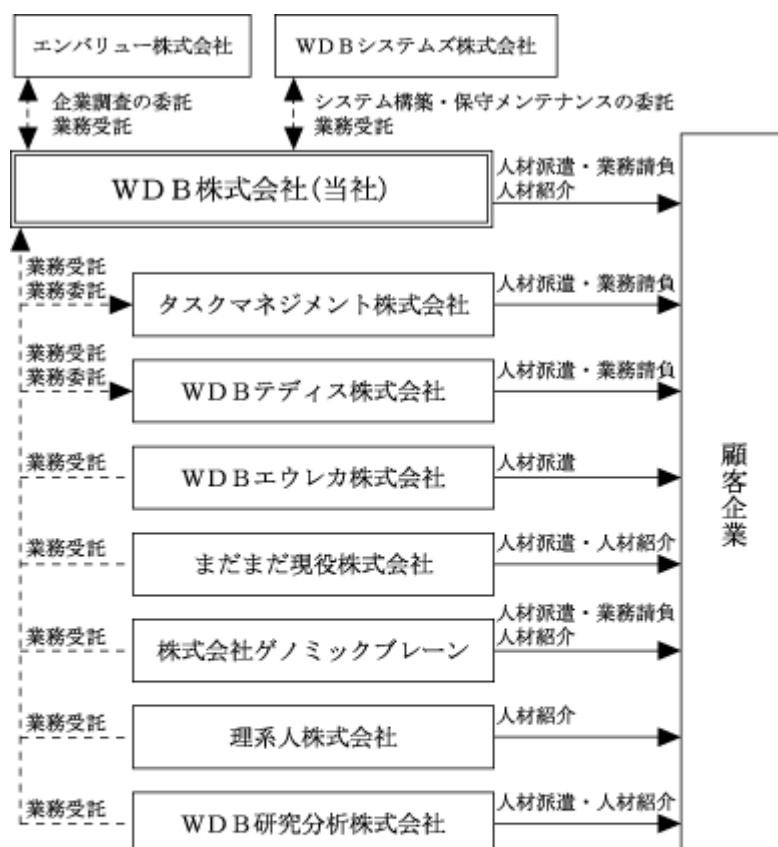 エンバリュー株式会社
WDBシステムズ株式会社
企業調査の委託
業務受託
システム構築・保守メンテナンスの委託
業務受託
WDB株式会社(当社)
人材派遣・業務請負
人材紹介
業務受託
業務委託
タスクマネジメント株式会社
人材派遣・業務請負
業務受託
業務委託
WDBテディス株式会社
人材派遣・業務請負
業務受託
WDBエウレカ株式会社
人材派遣
業務受託
まだまだ現役株式会社
人材派遣・人材紹介
業務受託
株式会社ゲノミックブレーン
人材派遣・業務請負
人材紹介
業務受託
理系人株式会社
人材紹介
業務受託
WDB研究分析株式会社
人材派遣・人材紹介
顧客企業